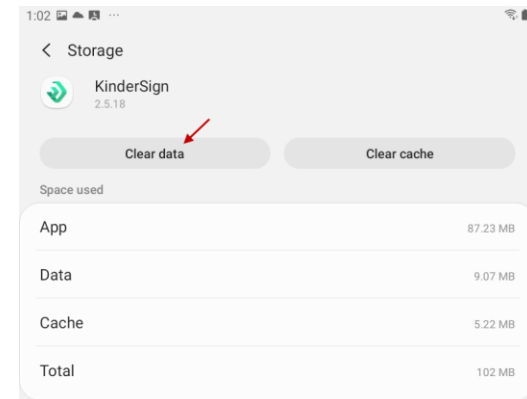 1:02
Storage
KinderSign
2.5.18
Clear data Clear cache
Space used
App 87.23 MB
Data 9.07 MB
Cache 5.22 MB
Total 102 MB